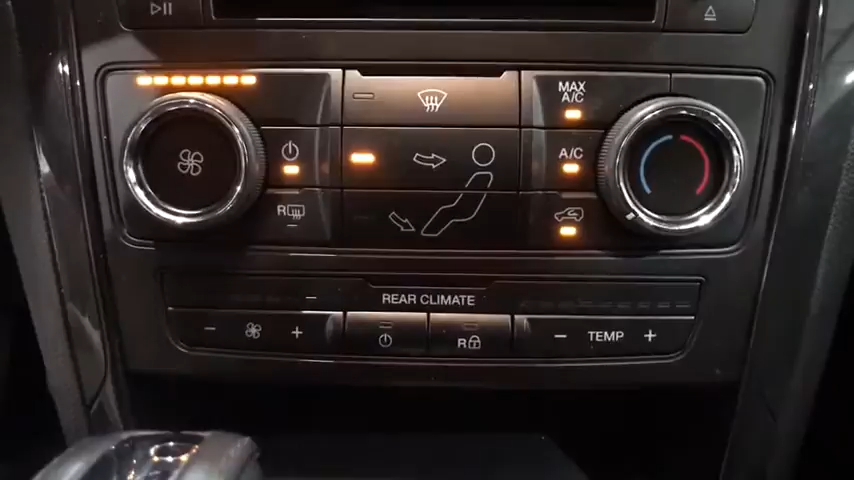 MAX
A/C
A/C
R
REAR CLIMATE
- +
R
- TEMP +